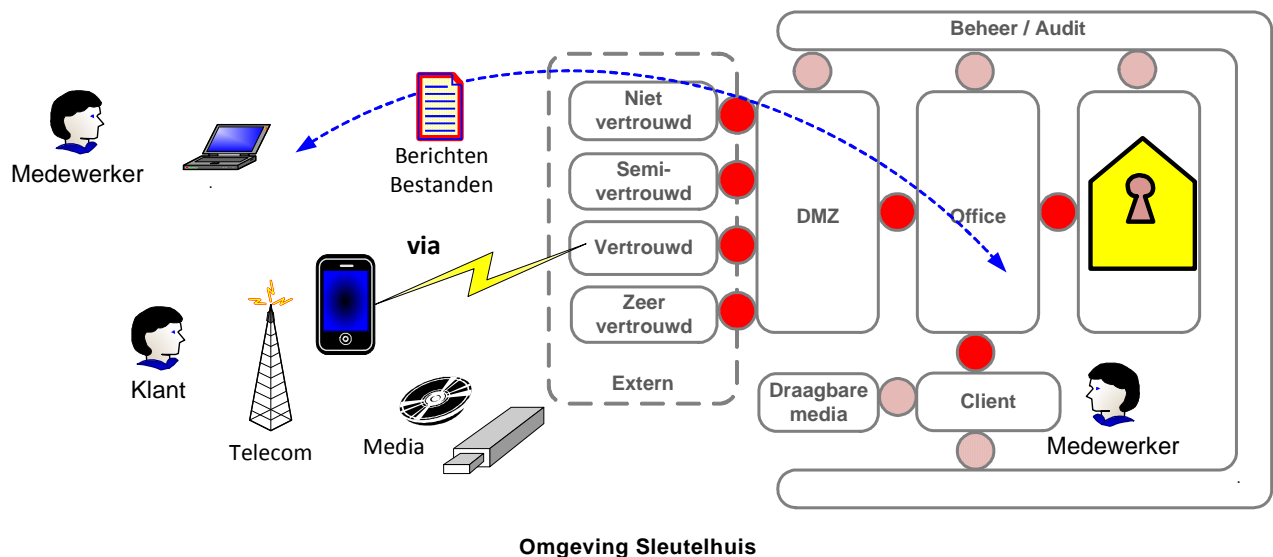 Beheer / Audit
Niet
vertrouwd
Semi-
vertrouwd
Vertrouwd
Zeer
vertrouwd
Extern
DMZ
Office
Medewerker
Berichten
Bestanden
via
Klant
Telecom
Media
Draagbare
media
Client
Medewerker
Omgeving Sleutelhuis